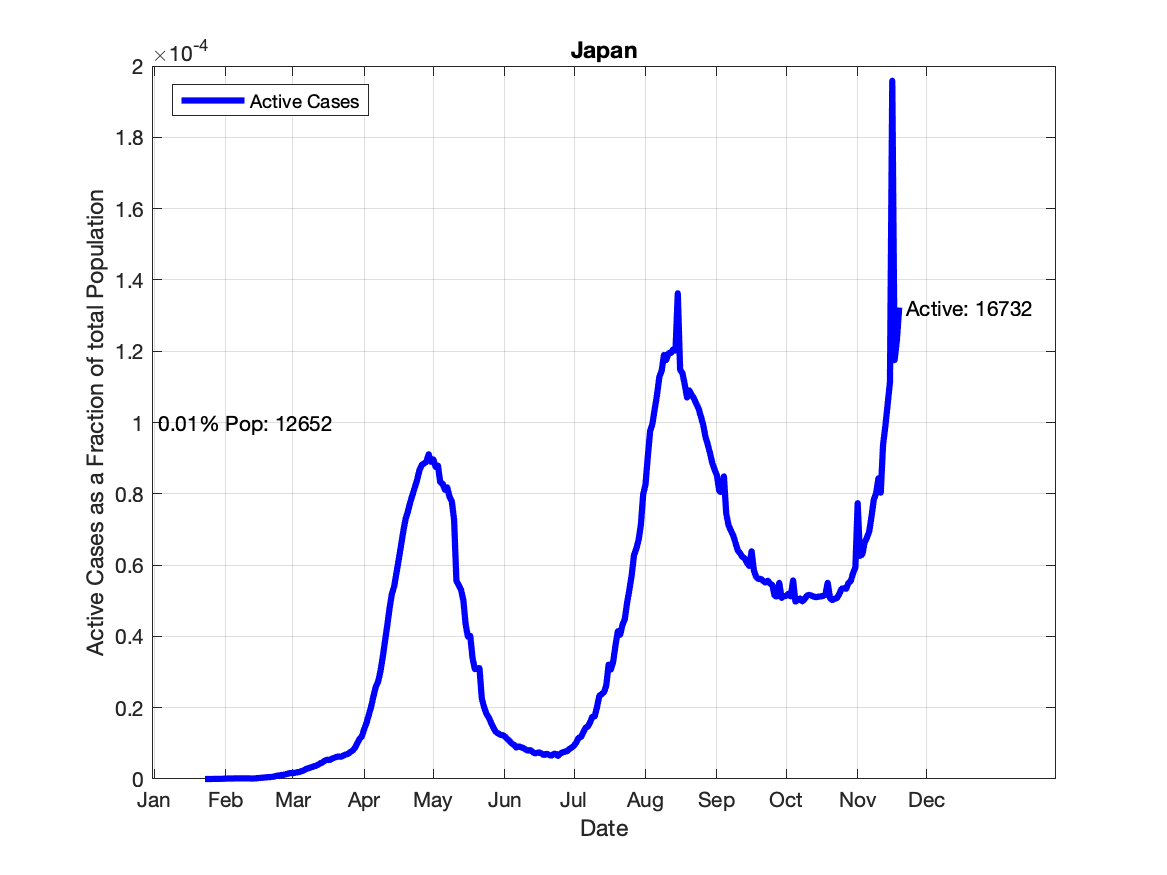 Japan
×10-4
Active Cases
2
1.8
1.6
1.4
1.2
1
0.8
0.6
0.4
0.2
0
Active Cases as a Fraction of total Population
0.01% Pop: 12652
Active: 16732
Jan Feb Mar Apr May Jun Jul Aug Sep Oct Nov Dec
Date